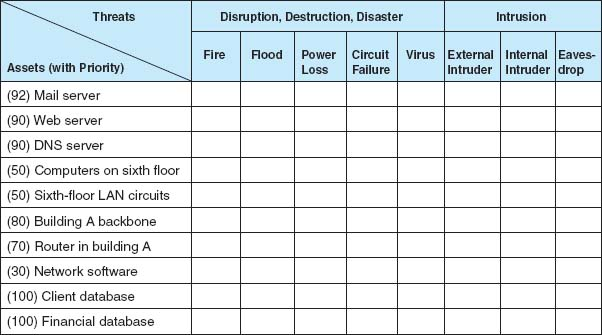 Threats
Disruption, Destruction, Disaster
Intrusion
Assets (with Priority)
Fire
Flood
Power
Loss
Circuit
Failure
Virus
External
Intruder
Internal
Intruder
Eaves-
drop
(92) Mail server
(90) Web server
(90) DNS server
(50) Computers on sixth floor
(50) Sixth-floor LAN circuits
(80) Building A backbone
(70) Router in building A
(30) Network software
(100) Client database
(100) Financial database